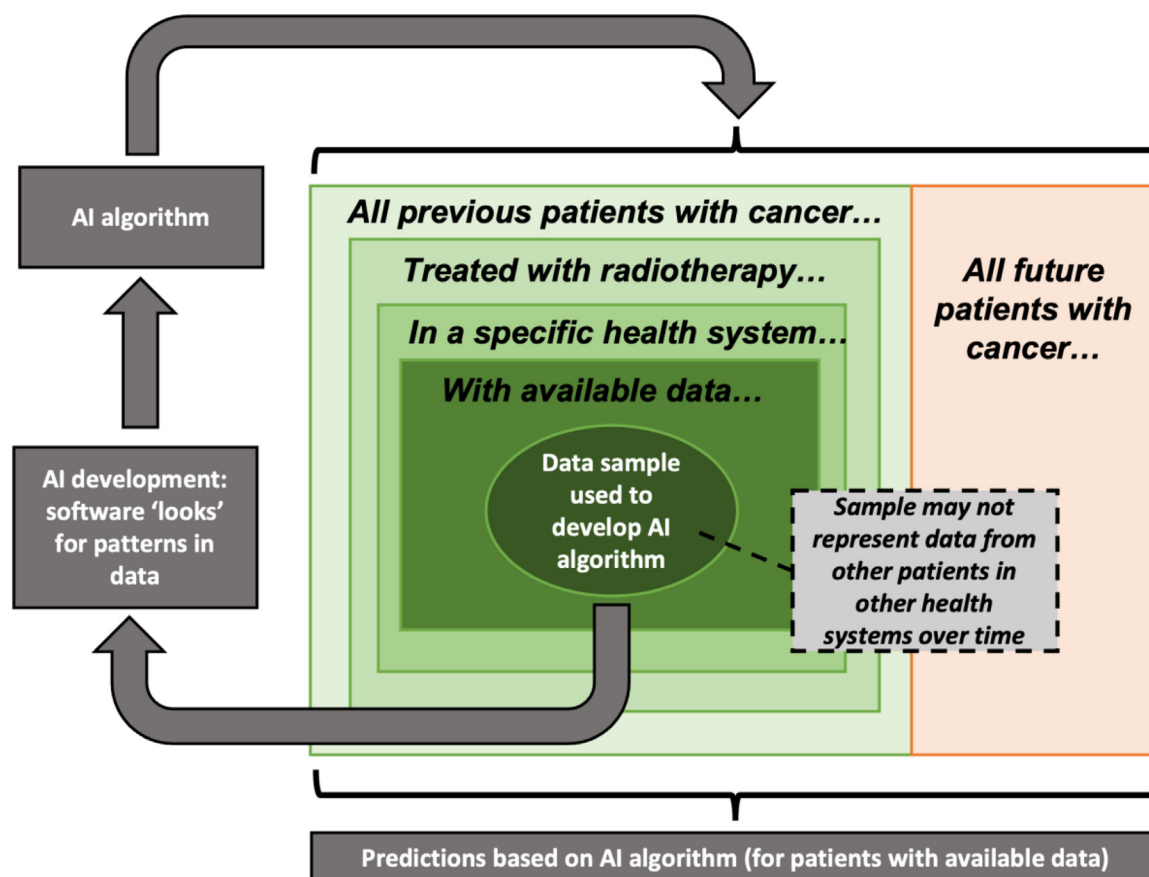 AI algorithm
All previous patients with cancer…
Treated with radiotherapy…
In a specific health system…
With available data…
All future
patients with
cancer…
AI development:
software ‘looks’
for patterns in
data
Data sample
used to
develop AI
algorithm
Sample may not
represent data from
other patients in
other health
systems over time
Predictions based on AI algorithm (for patients with available data)